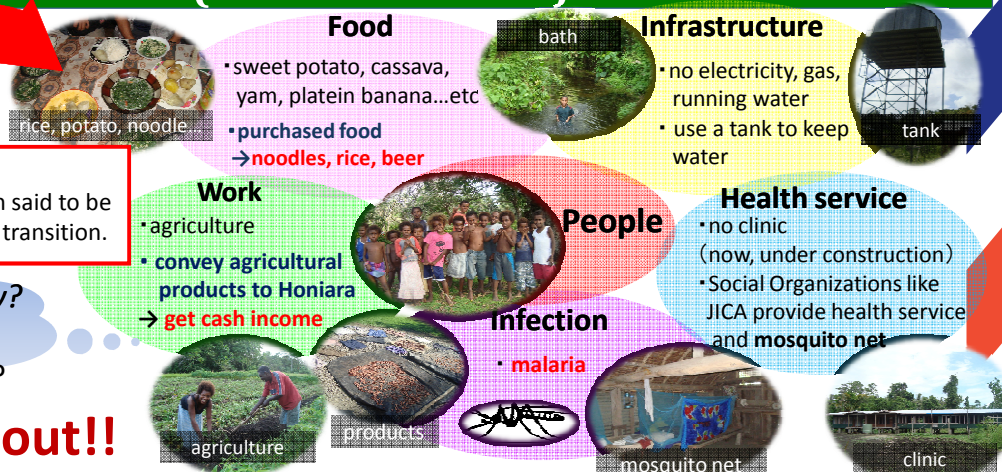 Food
・sweet potato, cassava,
yam, platein banana...etc
・purchased food
→noodles, rice, beer
rice, potato, noodle
bath
Infrastructure
・no electricity, gas,
running water
・ use a tank to keep
water
tank
said to be
transition.
Work
・agriculture
・ convey agricultural
products to Honiara
→ get cash income
People
Health service
・no clinic
（now, under construction）
・Social Organizations like
JICA provide health service
and mosquito net
Infection
・ malaria
out!!
agriculture
products
mosquito net
clinic